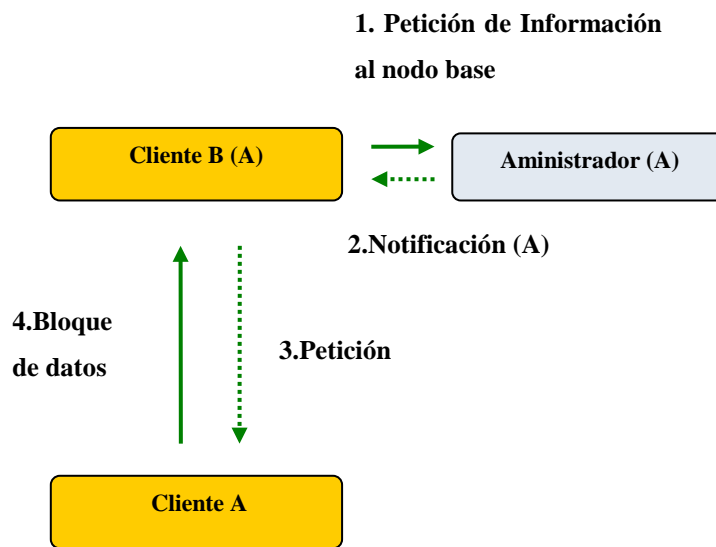 1. Petición de Información
al nodo base
Cliente B (A)
Aministrador (A)
2.Notificación (A)
4.Bloque
de datos
3.Petición
Cliente A